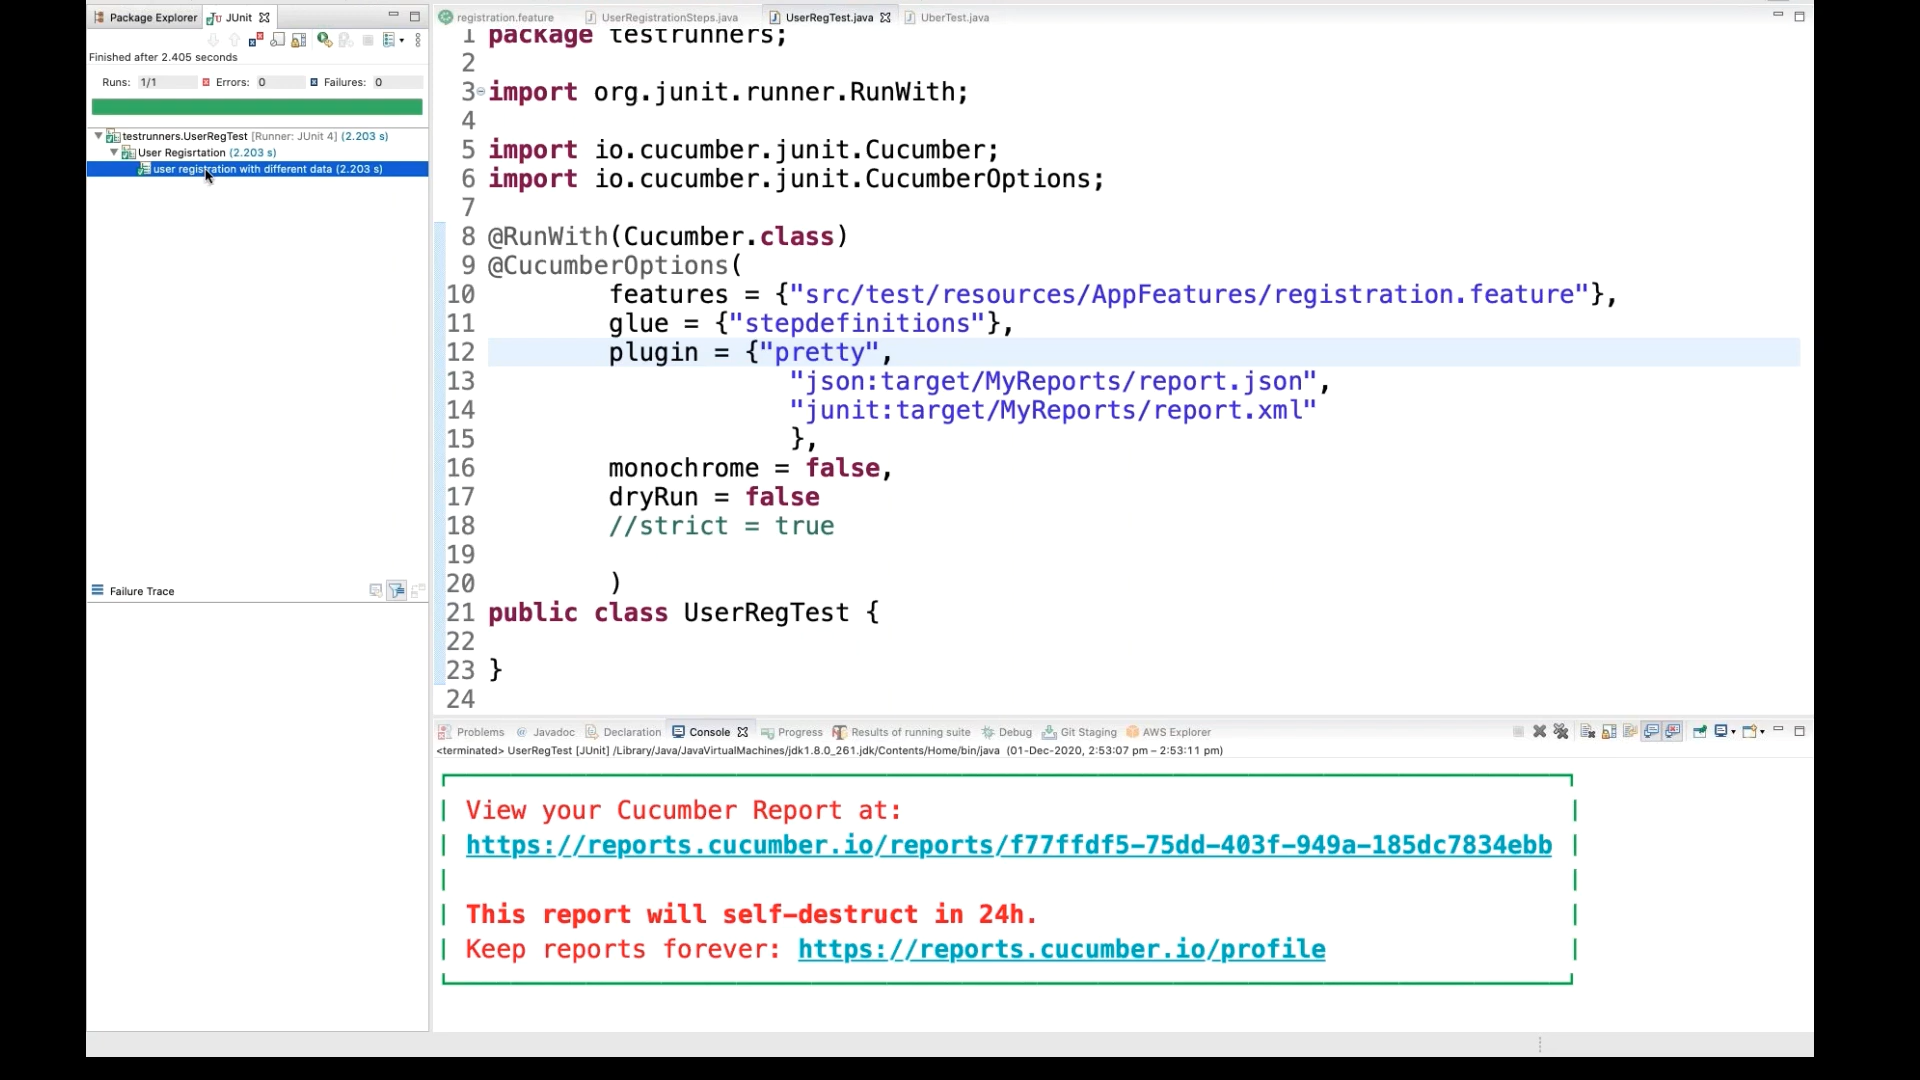 Package Explorer JUnit
Finished after 2.405 seconds
Runs: 1/1 Errors: 0 Failures: 0
testrunners.UserRegTest [Runner: JUnit 4] (2.203 s)
User Regisrtation (2.203 s)
user registration with different data (2.203 s)
Failure Trace
registration.feature UserRegistrationSteps.java UserRegTest.java UberTest.java
1 package testrunners;
2
3 import org.junit.runner.RunWith;
4
5 import io.cucumber.junit.Cucumber;
6 import io.cucumber.junit.CucumberOptions;
7
8 @RunWith(Cucumber.class)
9 @CucumberOptions(
10 features = {"src/test/resources/AppFeatures/registration.feature"},
11 glue = {"stepdefinitions"},
12 plugin = {"pretty",
13 "json:target/MyReports/report.json",
14 "junit:target/MyReports/report.xml"
15 },
16 monochrome = false,
17 dryRun = false
18 //strict = true
19
20 )
21 public class UserRegTest {
22
23 }
24
Problems Javadoc Declaration Console Progress Results of running suite Debug Git Staging AWS Explorer
<terminated> UserRegTest [JUnit] /Library/Java/JavaVirtualMachines/jdk1.8.0_261.jdk/Contents/Home/bin/java (01-Dec-2020, 2:53:07 pm – 2:53:11 pm)
View your Cucumber Report at:
https://reports.cucumber.io/reports/f77ffdf5-75dd-403f-949a-185dc7834ebb
This report will self-destruct in 24h.
Keep reports forever: https://reports.cucumber.io/profile